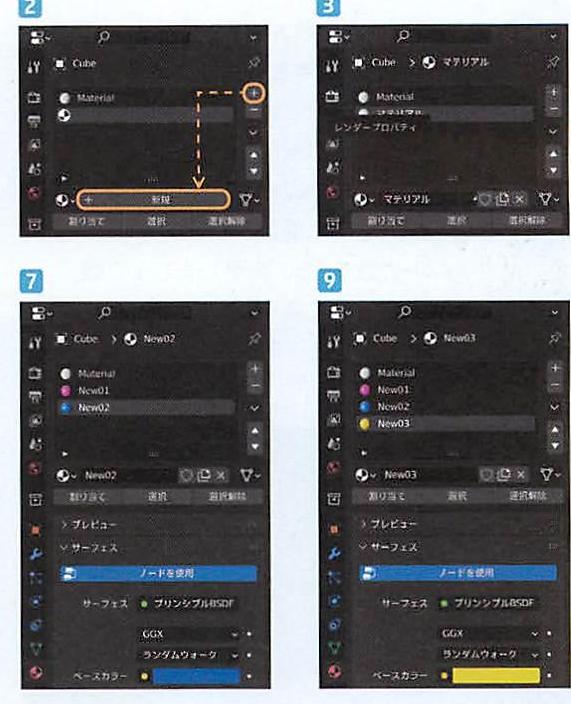 2
Cube
Material
+ 新規
割り当て 選択 選択解除
3
Cube > マテリアル
Material
マテリアル
レンダープロパティ
マテリアル
割り当て 選択 選択解除
7
Cube > New02
Material
New01
New02
New02
割り当て 選択 選択解除
> プレビュー
サーフェス
ノードを使用
サーフェス プリンシプルBSDF
GGX
ランダムウォーク
ベースカラー
9
Cube > New03
Material
New01
New02
New03
New03
割り当て 選択 選択解除
> プレビュー
サーフェス
ノードを使用
サーフェス プリンシプルBSDF
GGX
ランダムウォーク
ベースカラー